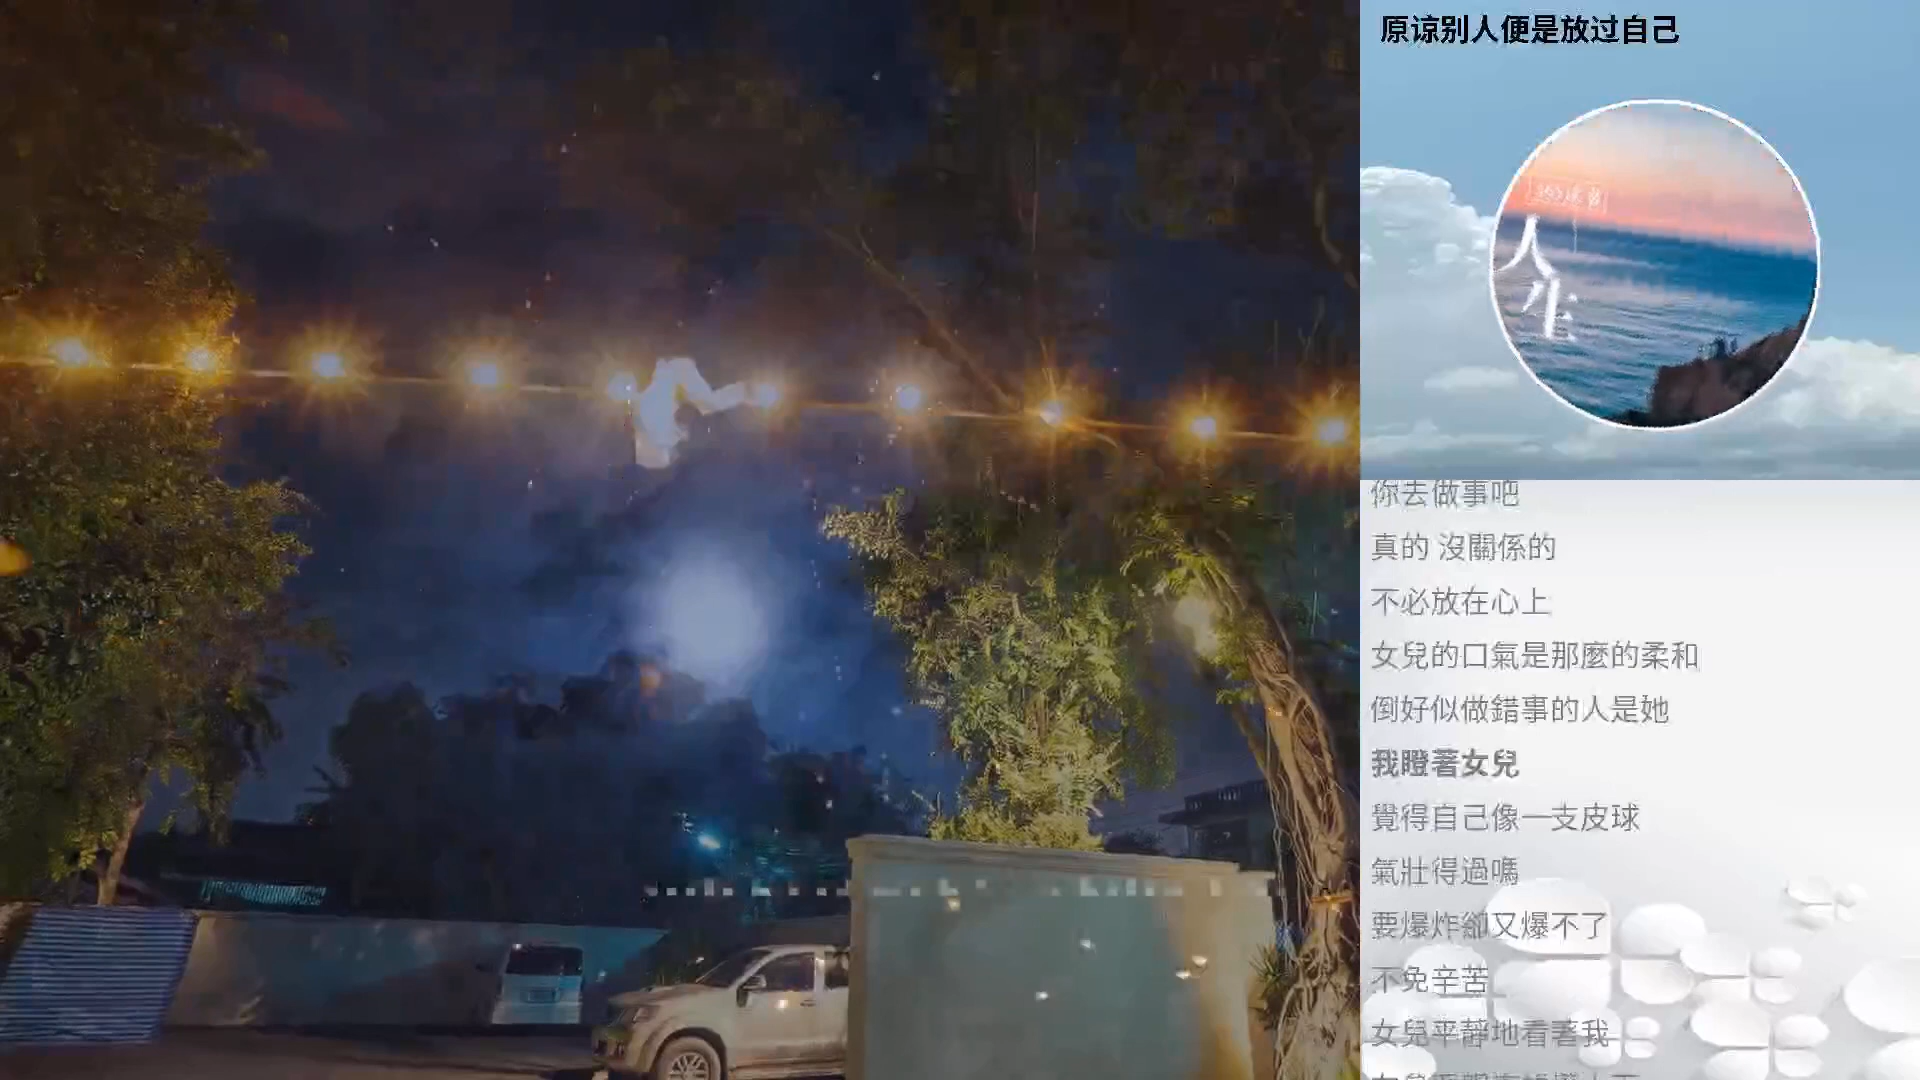 原谅别人便是放过自己
人生
你去做事吧
真的 沒關係的
不必放在心上
女兒的口氣是那麼的柔和
倒好似做錯事的人是她
我瞪著女兒
覺得自己像一支皮球
氣壯得過嗎
要爆炸卻又爆不了
不免辛苦
女兒平靜地看著我